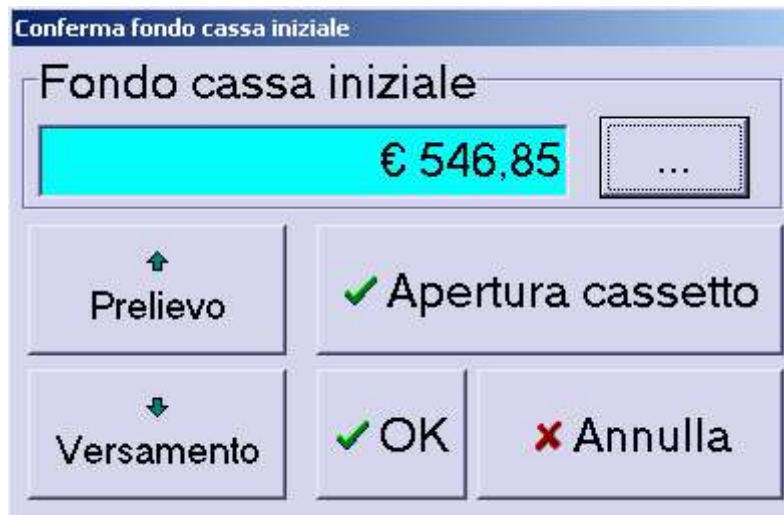 Conferma fondo cassa iniziale
Fondo cassa iniziale
€ 546,85
...
Prelievo
Apertura cassetto
Versamento
OK
Annulla